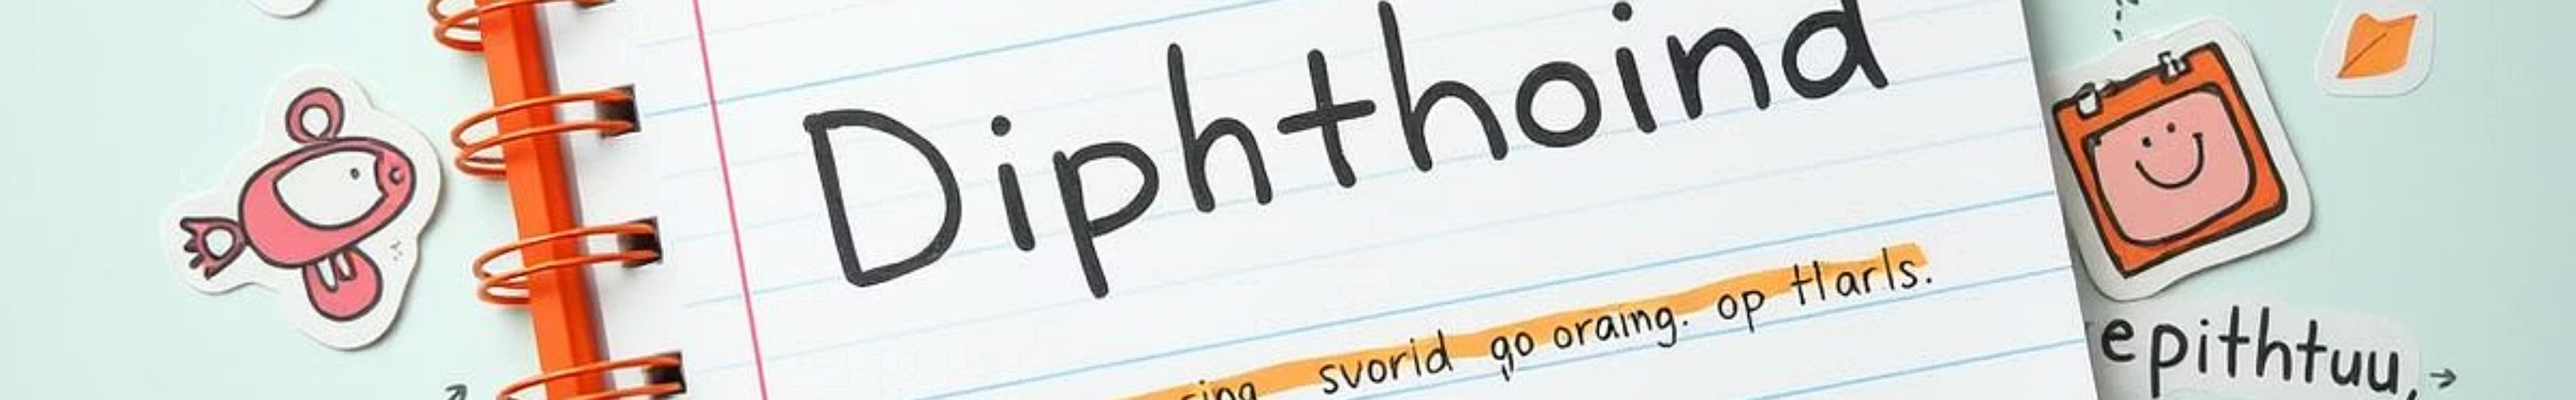 Diphthoind
svorid go oraing. op tlarls.
epithtuu,